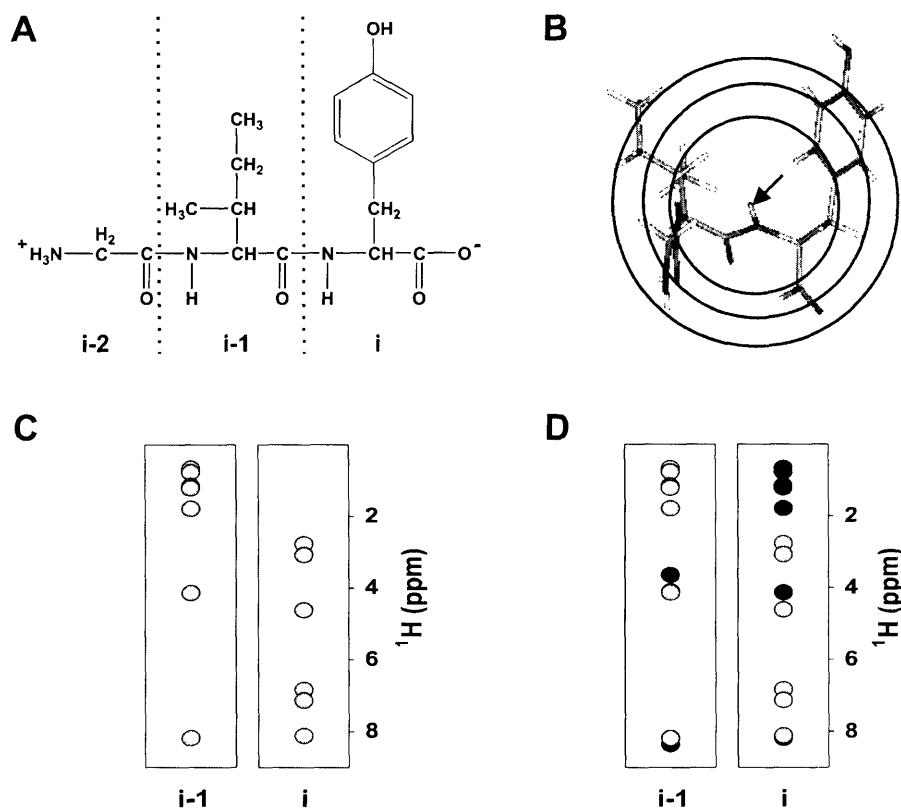 A
B
OH
CH₃
CH₂
H₃C
CH
CH₂
H₂
⁺H₃N
C
C
N
CH
C
N
CH
C
O⁻
O
H
O
H
O
i-2
i-1
i
C
D
2
4
6
8
¹H (ppm)
2
4
6
8
¹H (ppm)
i-1
i
i-1
i